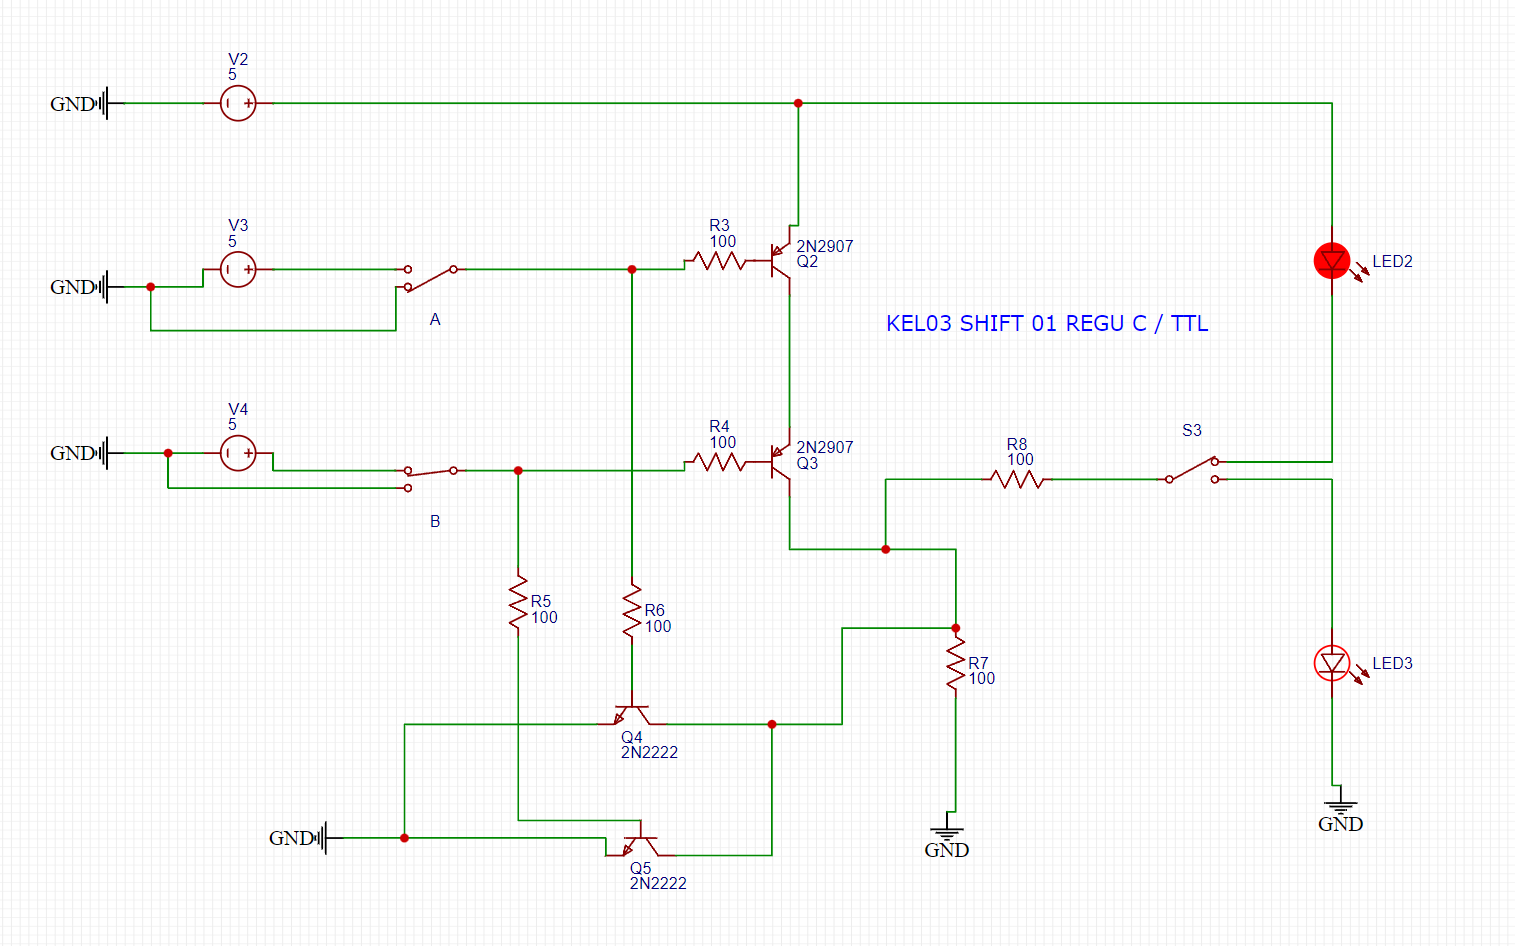 V2
5
GND
V3
5
GND
A
R3
100
2N2907
Q2
LED2
KEL03 SHIFT 01 REGU C / TTL
V4
5
GND
B
R4
100
2N2907
Q3
R8
100
S3
R5
100
R6
100
R7
100
LED3
Q4
2N2222
GND
Q5
2N2222
GND
GND